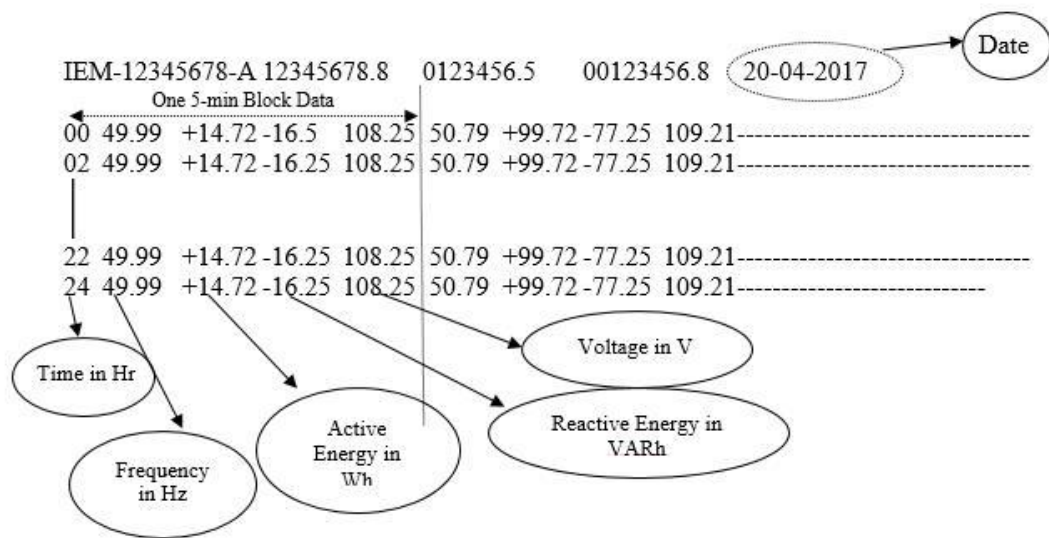 Date
IEM-12345678-A 12345678.8 0123456.5 00123456.8 20-04-2017
One 5-min Block Data
00 49.99 +14.72 -16.5 108.25 50.79 +99.72 -77.25 109.21------------------------------
02 49.99 +14.72 -16.25 108.25 50.79 +99.72 -77.25 109.21------------------------------
22 49.99 +14.72 -16.25 108.25 50.79 +99.72 -77.25 109.21------------------------------
24 49.99 +14.72 -16.25 108.25 50.79 +99.72 -77.25 109.21-------------------------
Voltage in V
Time in Hr
Active
Energy in
Wh
Reactive Energy in
VARh
Frequency
in Hz